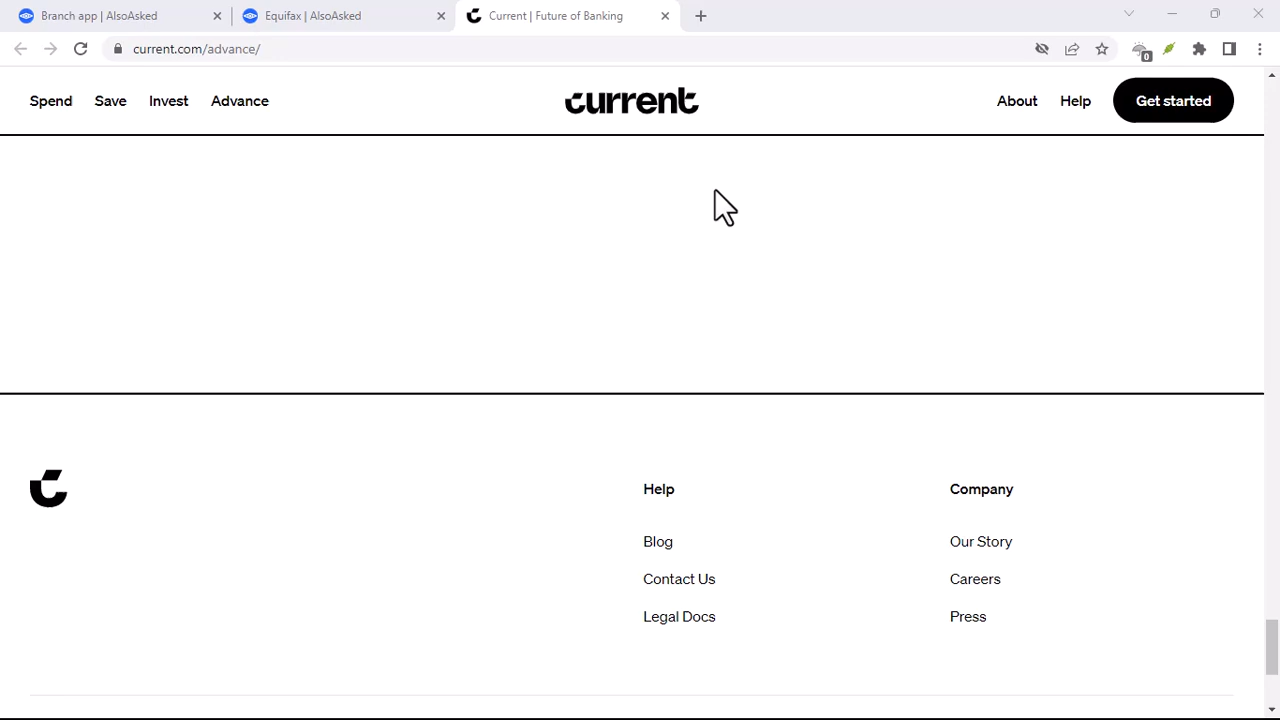 Branch app | AlsoAsked
Equifax | AlsoAsked
Current | Future of Banking
current.com/advance/
0
Spend Save Invest Advance
current
About Help Get started
Help
Company
Blog
Our Story
Contact Us
Careers
Legal Docs
Press